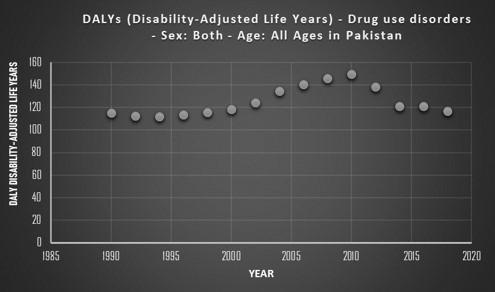 DALYs (Disability-Adjusted Life Years) - Drug use disorders
- Sex: Both - Age: All Ages in Pakistan
DALY DISABILITY-ADJUSTED LIFE YEARS
160
140
120
100
80
60
40
20
0
1985 1990 1995 2000 2005 2010 2015 2020
YEAR